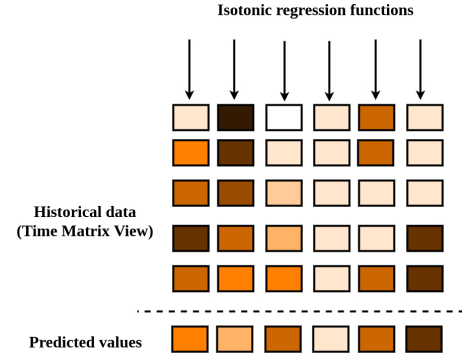 Isotonic regression functions
Historical data
(Time Matrix View)
Predicted values